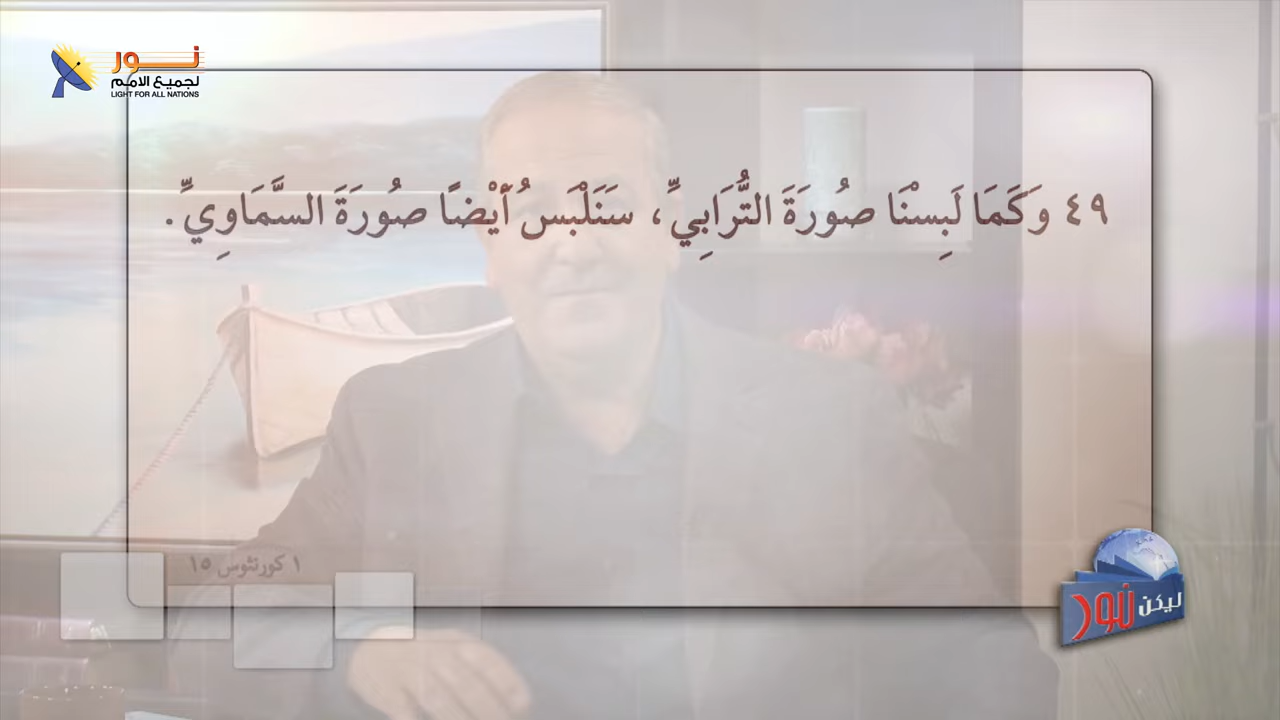 نور
لجميع الامم
LIGHT FOR ALL NATIONS
٤٩ وَكَمَا لَبِسْنَا صُورَةَ التُّرَابِيِّ، سَنَلْبَسُ أَيْضًا صُورَةَ السَّمَاوِيِّ.
١ كورنثوس ١٥
ليكن نور